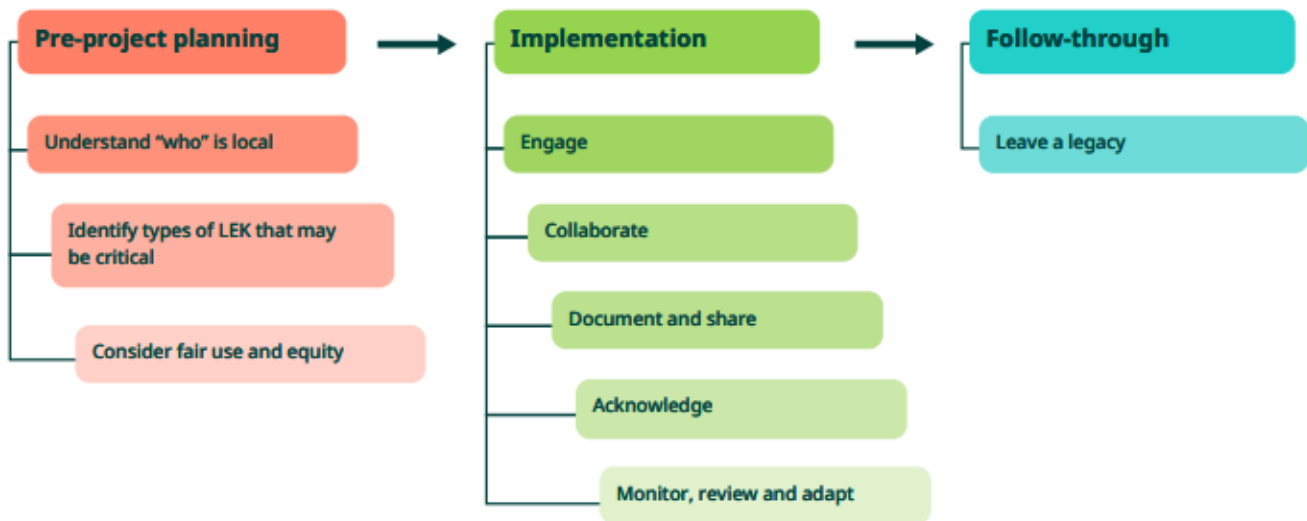 Pre-project planning
Understand “who” is local
Identify types of LEK that may
be critical
Consider fair use and equity
Implementation
Engage
Collaborate
Document and share
Acknowledge
Monitor, review and adapt
Follow-through
Leave a legacy